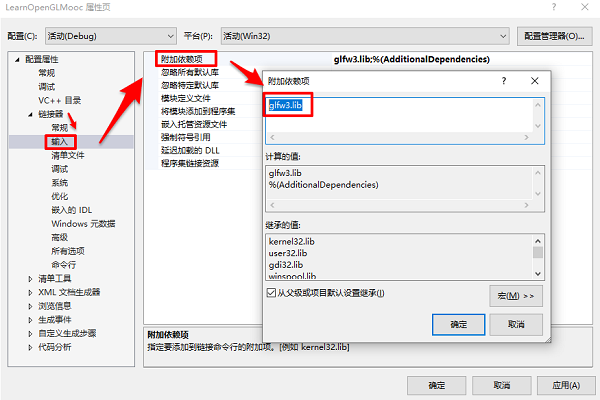 LearnOpenGLMooc 属性页
? ×
配置(C): 活动(Debug) 平台(P): 活动(Win32) 配置管理器(O)...
配置属性
常规
调试
VC++ 目录
链接器
常规
输入
清单文件
调试
系统
优化
嵌入的 IDL
Windows 元数据
高级
所有选项
命令行
清单工具
XML 文档生成器
浏览信息
生成事件
自定义生成步骤
代码分析
附加依赖项 glfw3.lib;%(AdditionalDependencies)
忽略所有默认库
忽略特定默认库
模块定义文件
将模块添加到程序集
嵌入托管资源文件
强制符号引用
延迟加载的 DLL
程序集链接资源
附加依赖项 ? ×
glfw3.lib
计算的值:
glfw3.lib
%(AdditionalDependencies)
继承的值:
kernel32.lib
user32.lib
gdi32.lib
winspool.lib
从父级或项目默认设置继承(I)
宏(M) >>
确定 取消
附加依赖项
指定要添加到链接命令行的附加项。[例如 kernel32.lib]
确定 取消 应用(A)